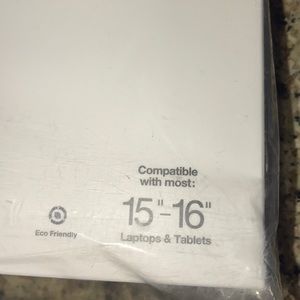 Compatible
with most:
15"-16"
Laptops & Tablets
Eco Friendly